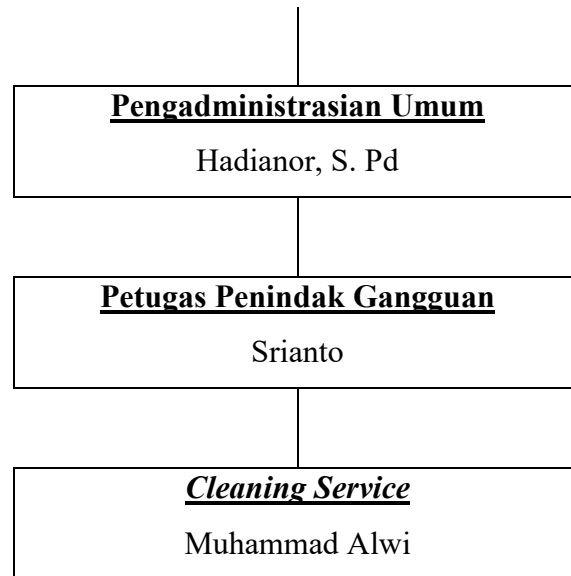 Pengadministrasian Umum
Hadianor, S. Pd
Petugas Penindak Gangguan
Srianto
Cleaning Service
Muhammad Alwi